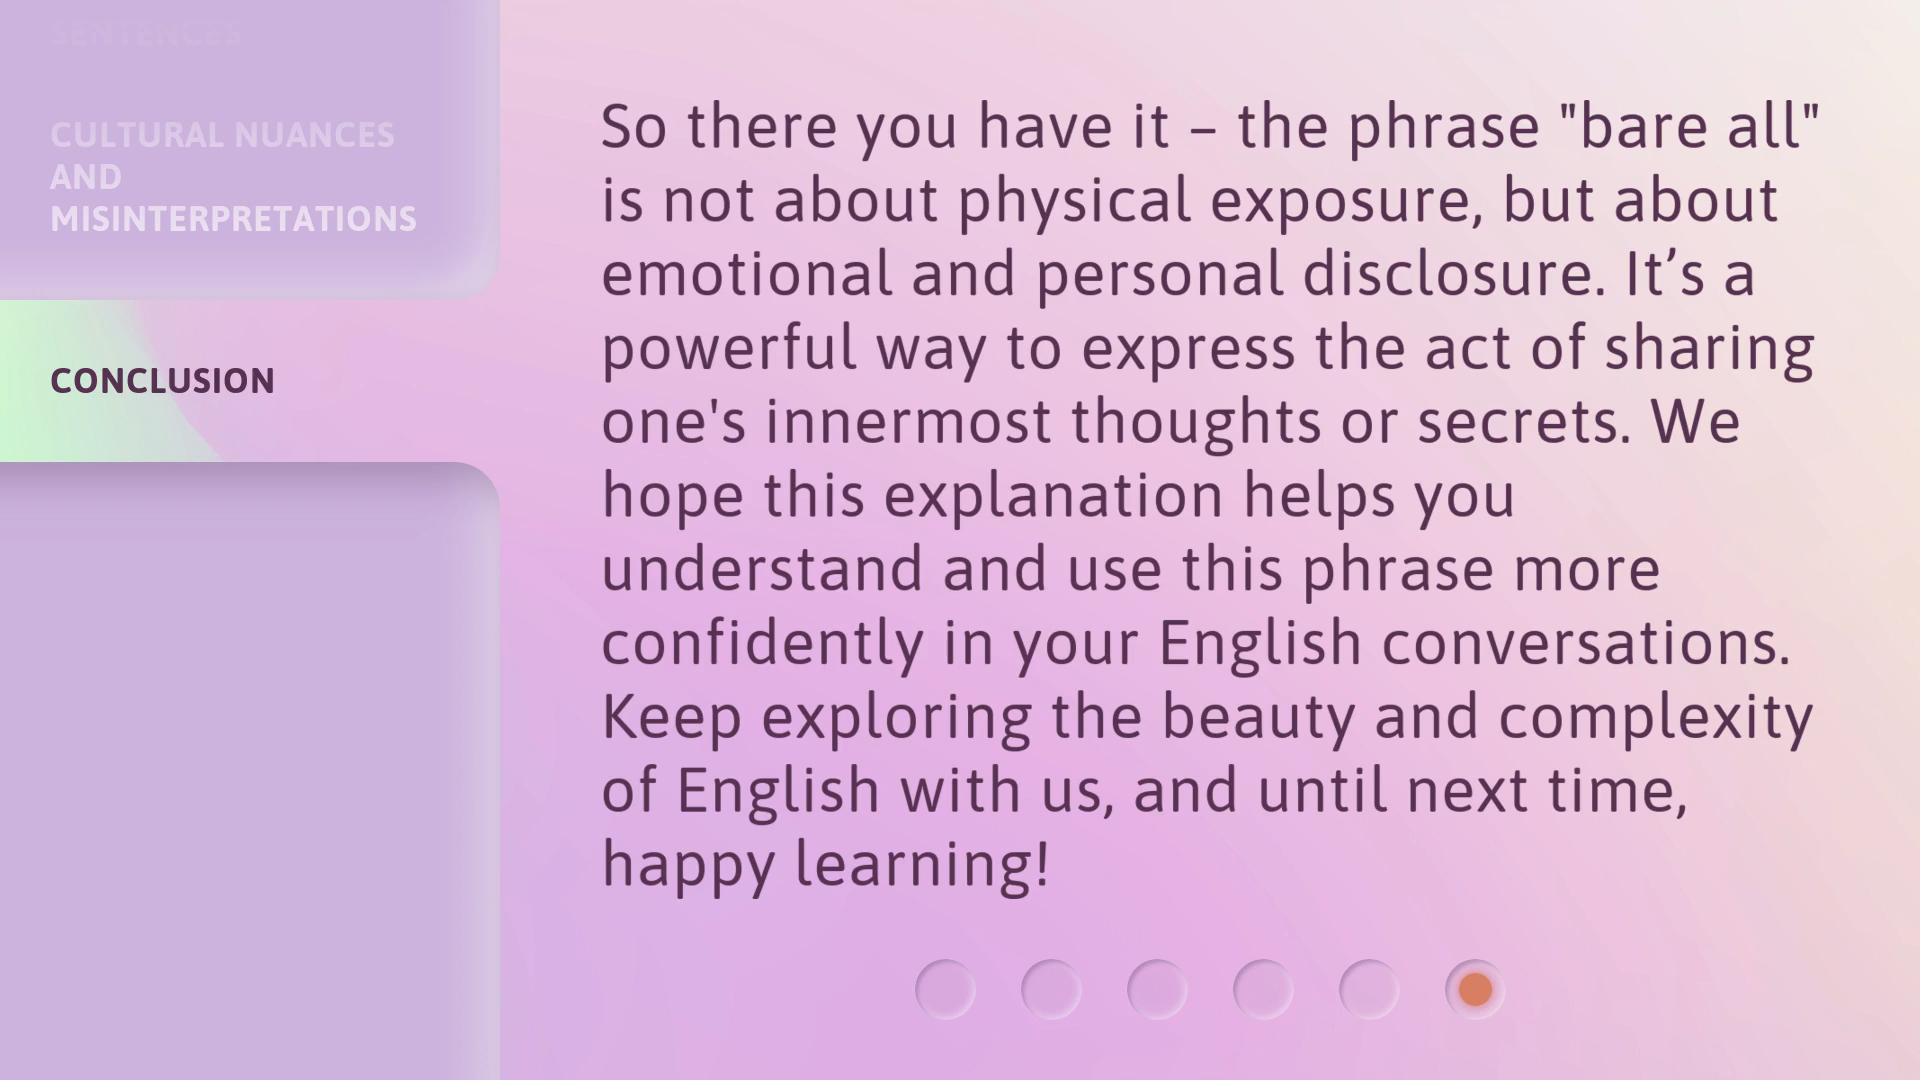 SENTENCES
CULTURAL NUANCES
AND
MISINTERPRETATIONS
CONCLUSION
So there you have it – the phrase "bare all"
is not about physical exposure, but about
emotional and personal disclosure. It’s a
powerful way to express the act of sharing
one's innermost thoughts or secrets. We
hope this explanation helps you
understand and use this phrase more
confidently in your English conversations.
Keep exploring the beauty and complexity
of English with us, and until next time,
happy learning!